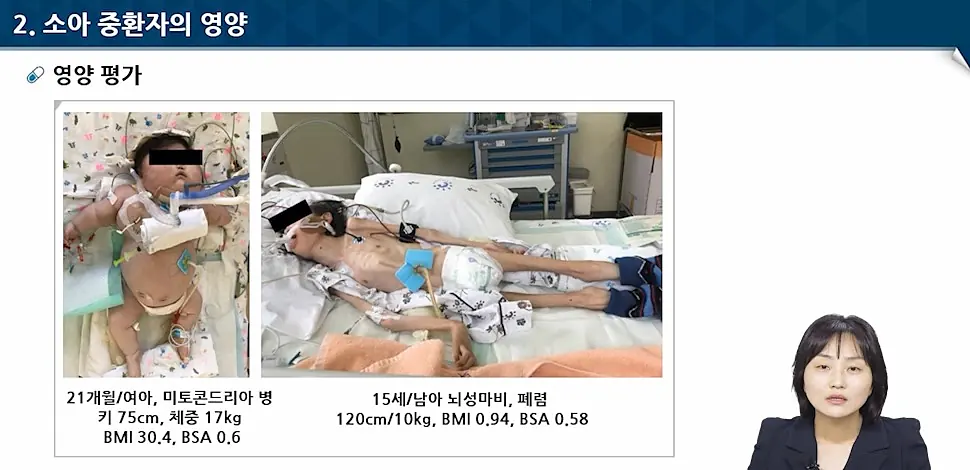 2. 소아 중환자의 영양
영양 평가
21개월/여아, 미토콘드리아 병
키 75cm, 체중 17kg
BMI 30.4, BSA 0.6
15세/남아 뇌성마비, 폐렴
120cm/10kg, BMI 0.94, BSA 0.58